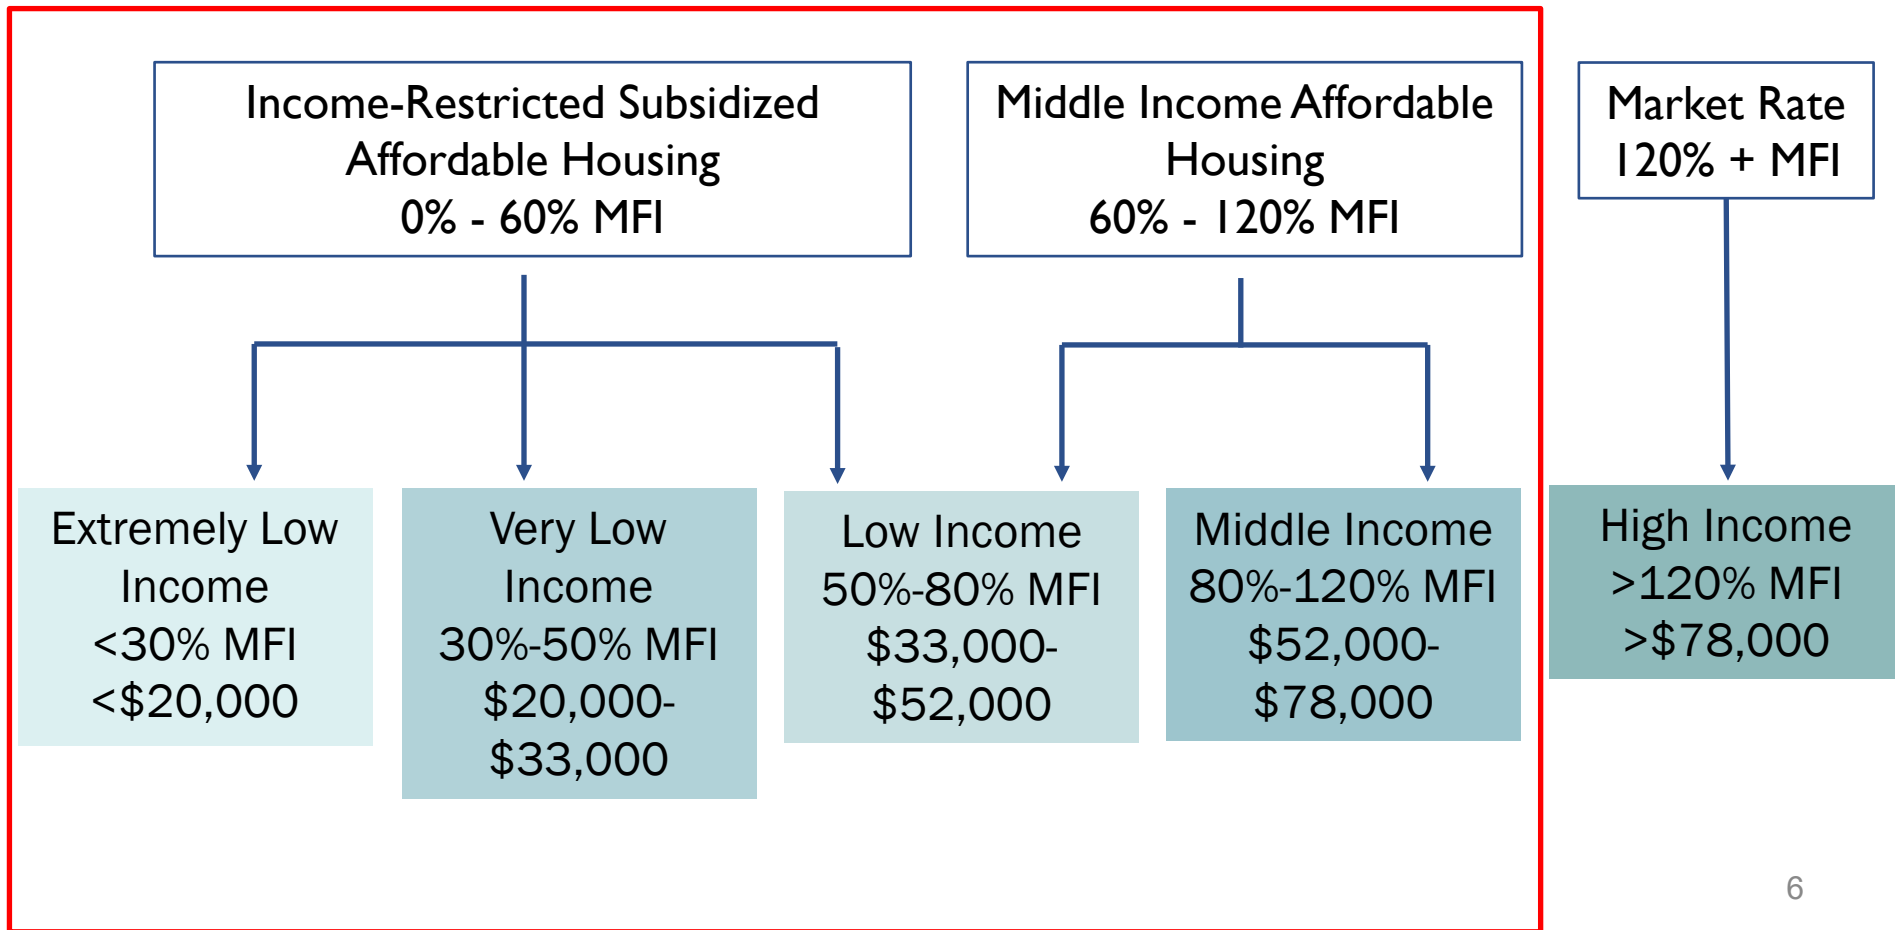 Income-Restricted Subsidized
Affordable Housing
0% - 60% MFI
Middle Income Affordable
Housing
60% - 120% MFI
Market Rate
120% + MFI
Extremely Low
Income
<30% MFI
<$20,000
Very Low
Income
30%-50% MFI
$20,000-
$33,000
Low Income
50%-80% MFI
$33,000-
$52,000
Middle Income
80%-120% MFI
$52,000-
$78,000
High Income
>120% MFI
>$78,000
6